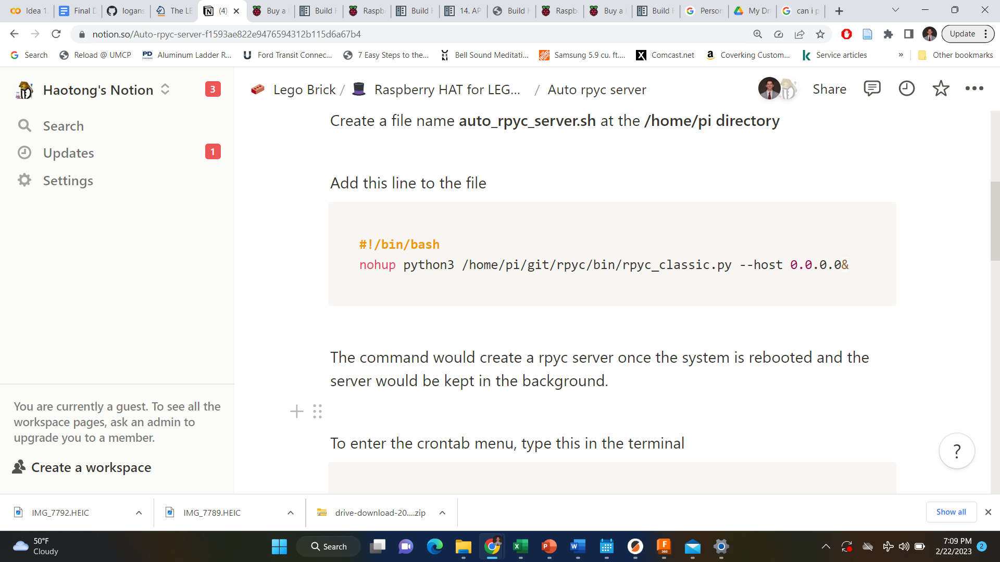 Idea 1.
Final D
logans
The LE
(4)
Buy a
Build H
Raspb
Build H
14. AP
Build H
Raspb
Buy a
Build H
Person
My Dri
can i p
notion.so/Auto-rpyc-server-f1593ae822e9476594312b115d6a67b4
Update
Search
Reload @ UMCP
PD
Aluminum Ladder R...
Ford Transit Connec...
7 Easy Steps to the...
Bell Sound Meditati...
Samsung 5.9 cu. ft....
Comcast.net
Coverking Custom...
Service articles
»
Other bookmarks
Haotong's Notion
3
Lego Brick / Raspberry HAT for LEG... / Auto rpyc server
Share
Search
Updates
1
Settings
Create a file name auto_rpyc_server.sh at the /home/pi directory
Add this line to the file
#!/bin/bash
nohup python3 /home/pi/git/rpyc/bin/rpyc_classic.py --host 0.0.0.0&
The command would create a rpyc server once the system is rebooted and the
server would be kept in the background.
To enter the crontab menu, type this in the terminal
You are currently a guest. To see all the
workspace pages, ask an admin to
upgrade you to a member.
Create a workspace
?
IMG_7792.HEIC
IMG_7789.HEIC
drive-download-20....zip
Show all
50°F
Cloudy
Search
7:09 PM
2/22/2023
2